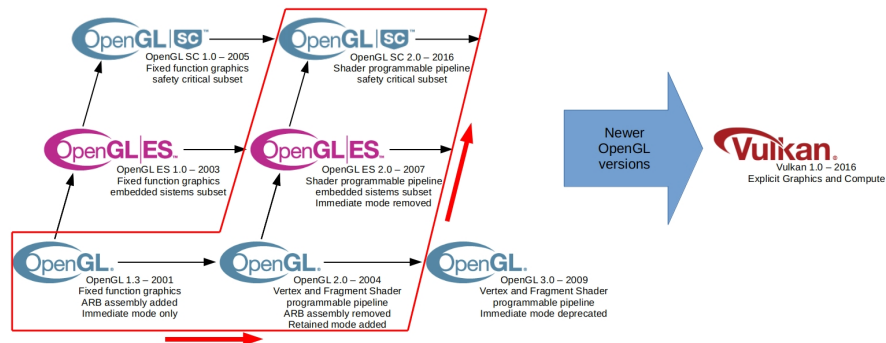 OpenGL|SC™
OpenGL SC 1.0 – 2005
Fixed function graphics
safety critical subset
OpenGL|SC™
OpenGL SC 2.0 – 2016
Shader programmable pipeline
safety critical subset
OpenGL|ES™
OpenGL ES 1.0 – 2003
Fixed function graphics
embedded sistems subset
OpenGL|ES™
OpenGL ES 2.0 – 2007
Shader programmable pipeline
embedded sistems subset
Immediate mode removed
Newer
OpenGL
versions
Vulkan®
Vulkan 1.0 – 2016
Explicit Graphics and Compute
OpenGL®
OpenGL 1.3 – 2001
Fixed function graphics
ARB assembly added
Immediate mode only
OpenGL®
OpenGL 2.0 – 2004
Vertex and Fragment Shader
programmable pipeline
ARB assembly removed
Retained mode added
OpenGL®
OpenGL 3.0 – 2009
Vertex and Fragment Shader
programmable pipeline
Immediate mode deprecated